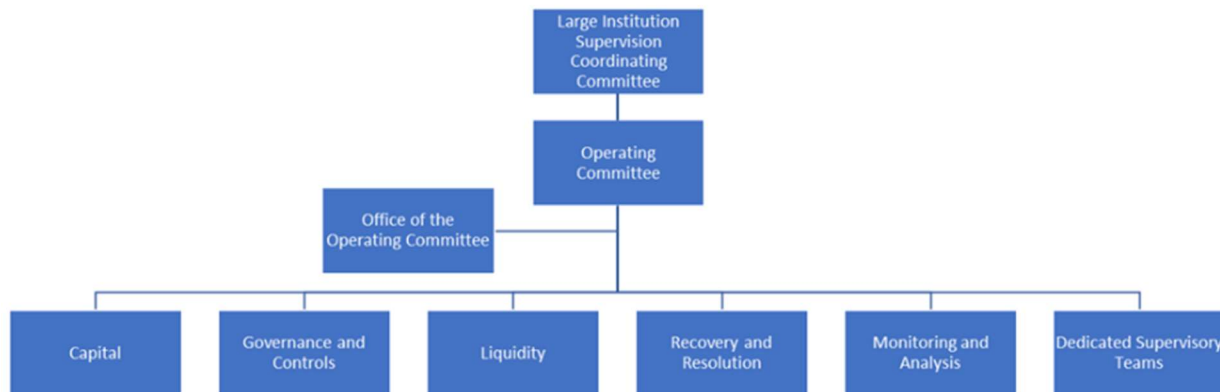 Large Institution
Supervision
Coordinating
Committee
Operating
Committee
Office of the
Operating Committee
Capital
Governance and
Controls
Liquidity
Recovery and
Resolution
Monitoring and
Analysis
Dedicated Supervisory
Teams